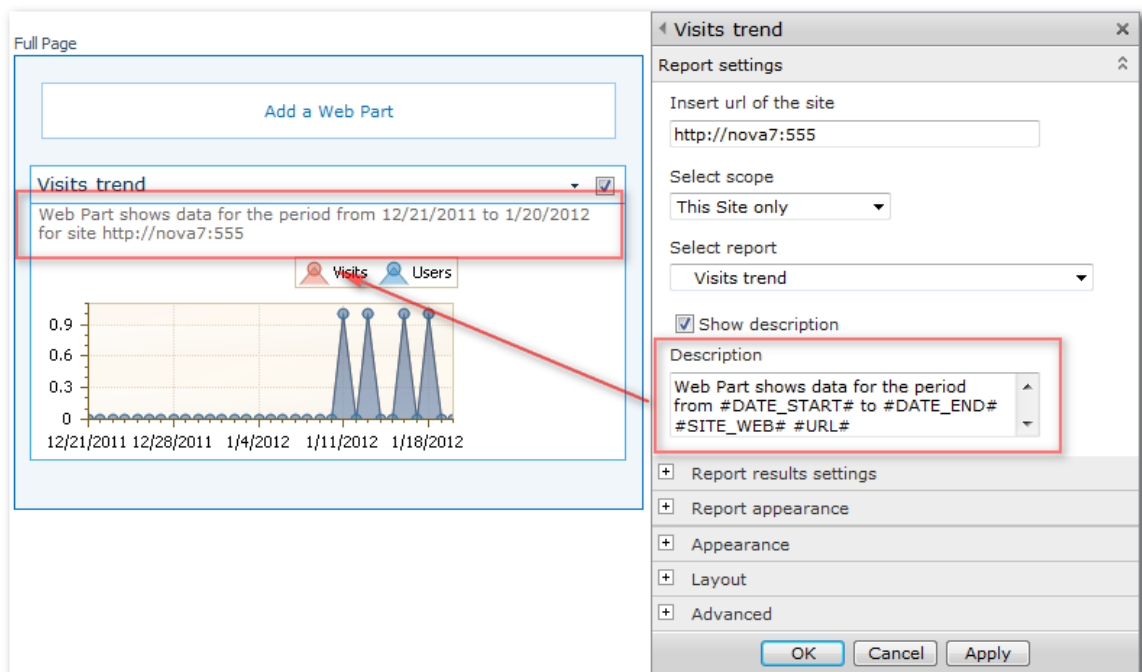 Full Page
Add a Web Part
Visits trend
Web Part shows data for the period from 12/21/2011 to 1/20/2012
for site http://nova7:555
Visits Users
0.9
0.6
0.3
0
12/21/2011 12/28/2011 1/4/2012 1/11/2012 1/18/2012
Visits trend
Report settings
Insert url of the site
http://nova7:555
Select scope
This Site only
Select report
Visits trend
Show description
Description
Web Part shows data for the period
from #DATE_START# to #DATE_END#
#SITE_WEB# #URL#
Report results settings
Report appearance
Appearance
Layout
Advanced
OK Cancel Apply